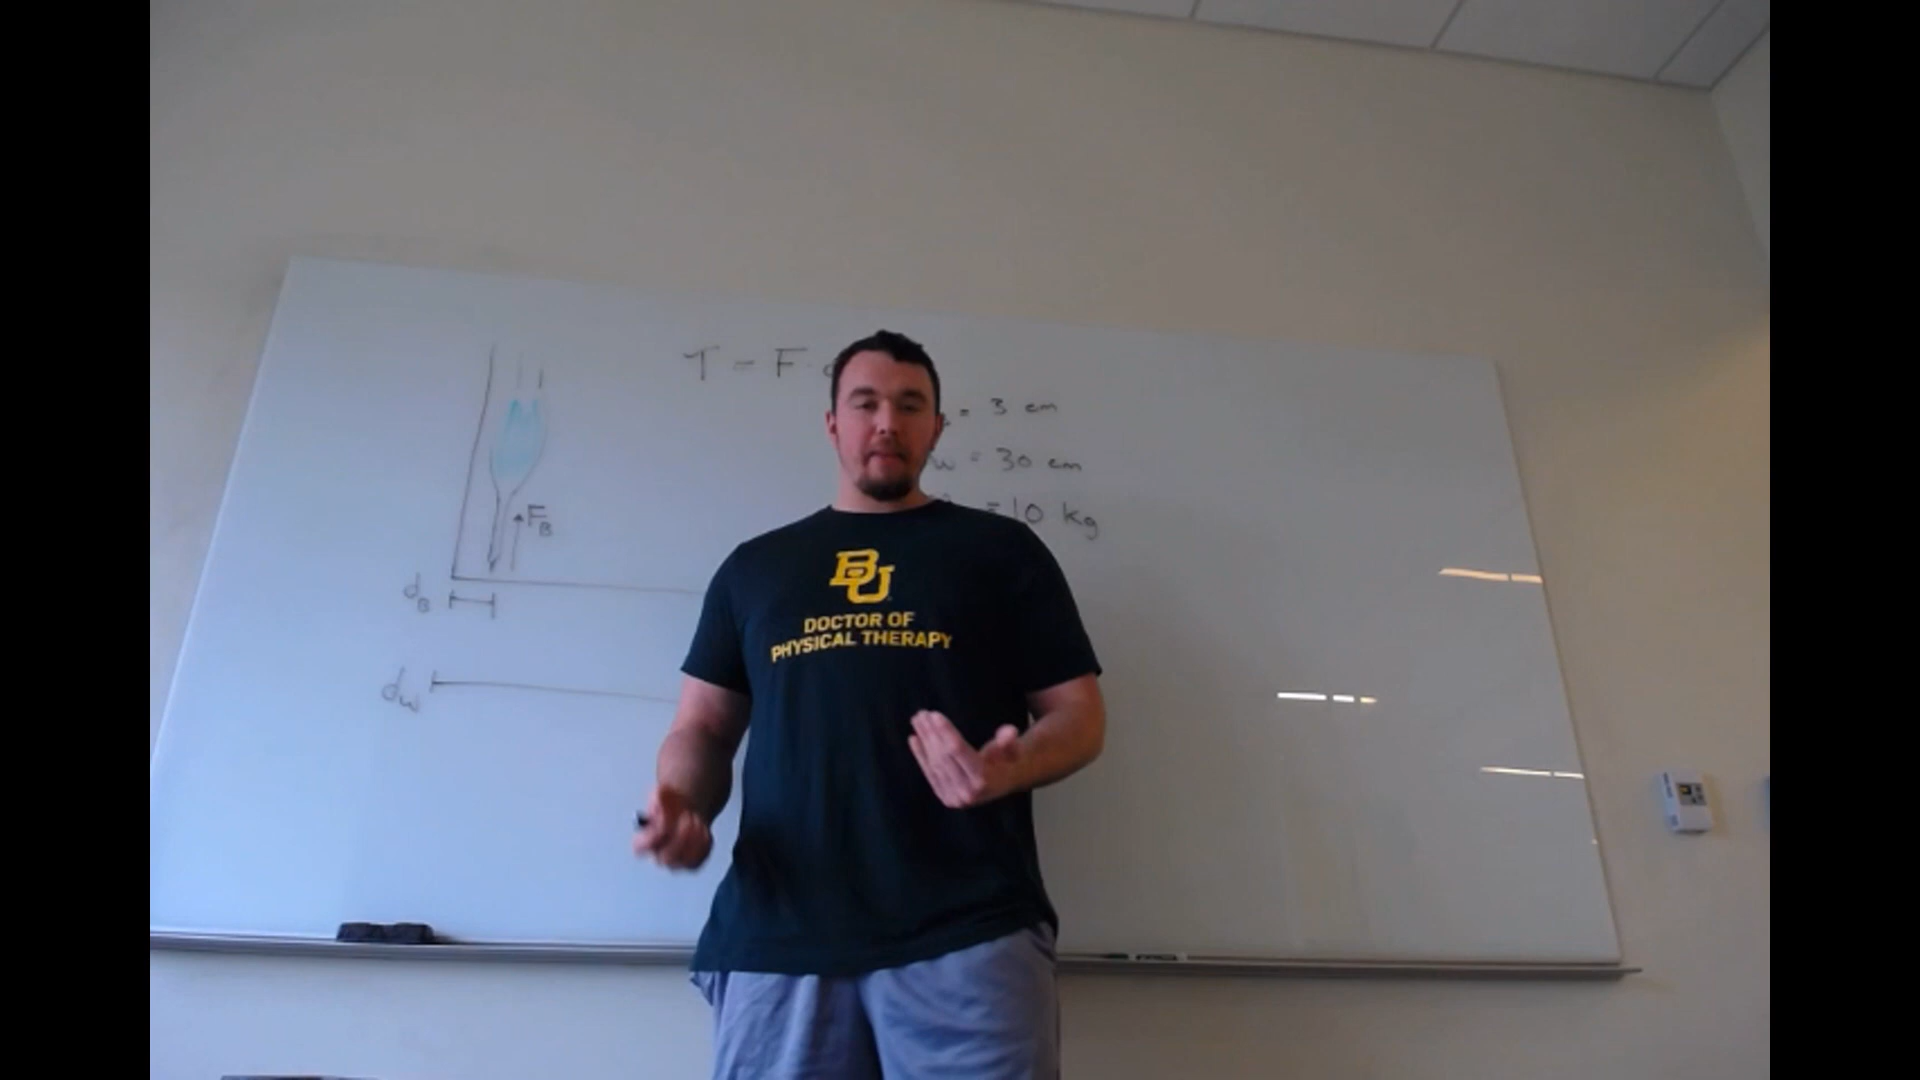 T = F · d
= 3 cm
w = 30 cm
= 10 kg
F_B
d_B
d_w
BU
DOCTOR OF
PHYSICAL THERAPY